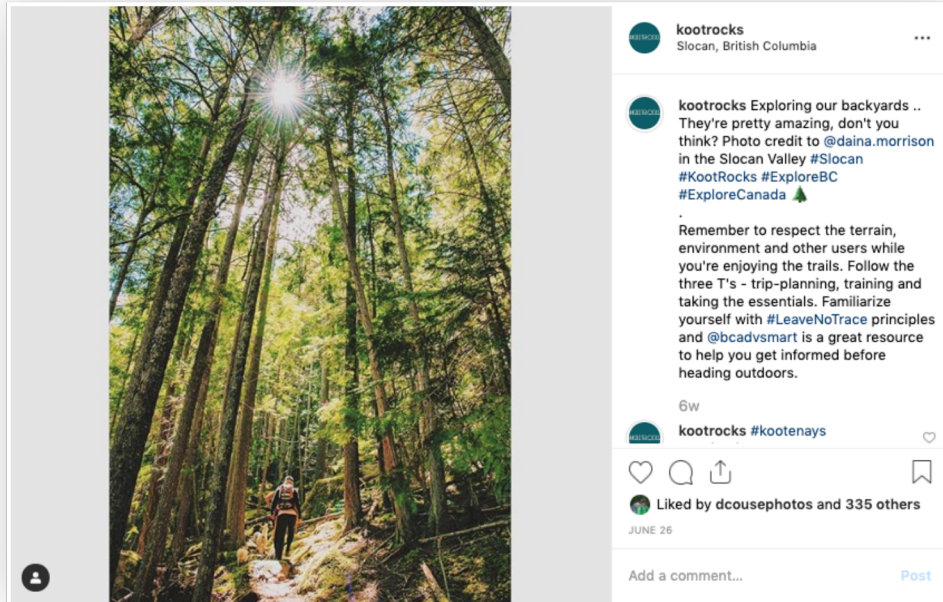 kootrocks
Slocan, British Columbia
kootrocks Exploring our backyards ..
They're pretty amazing, don't you
think? Photo credit to @daina.morrison
in the Slocan Valley #Slocan
#KootRocks #ExploreBC
#ExploreCanada 🌲
.
Remember to respect the terrain,
environment and other users while
you're enjoying the trails. Follow the
three T's - trip-planning, training and
taking the essentials. Familiarize
yourself with #LeaveNoTrace principles
and @bcadvsmart is a great resource
to help you get informed before
heading outdoors.
6w
kootrocks #kootenays
Liked by dcousephotos and 335 others
JUNE 26
Add a comment... Post